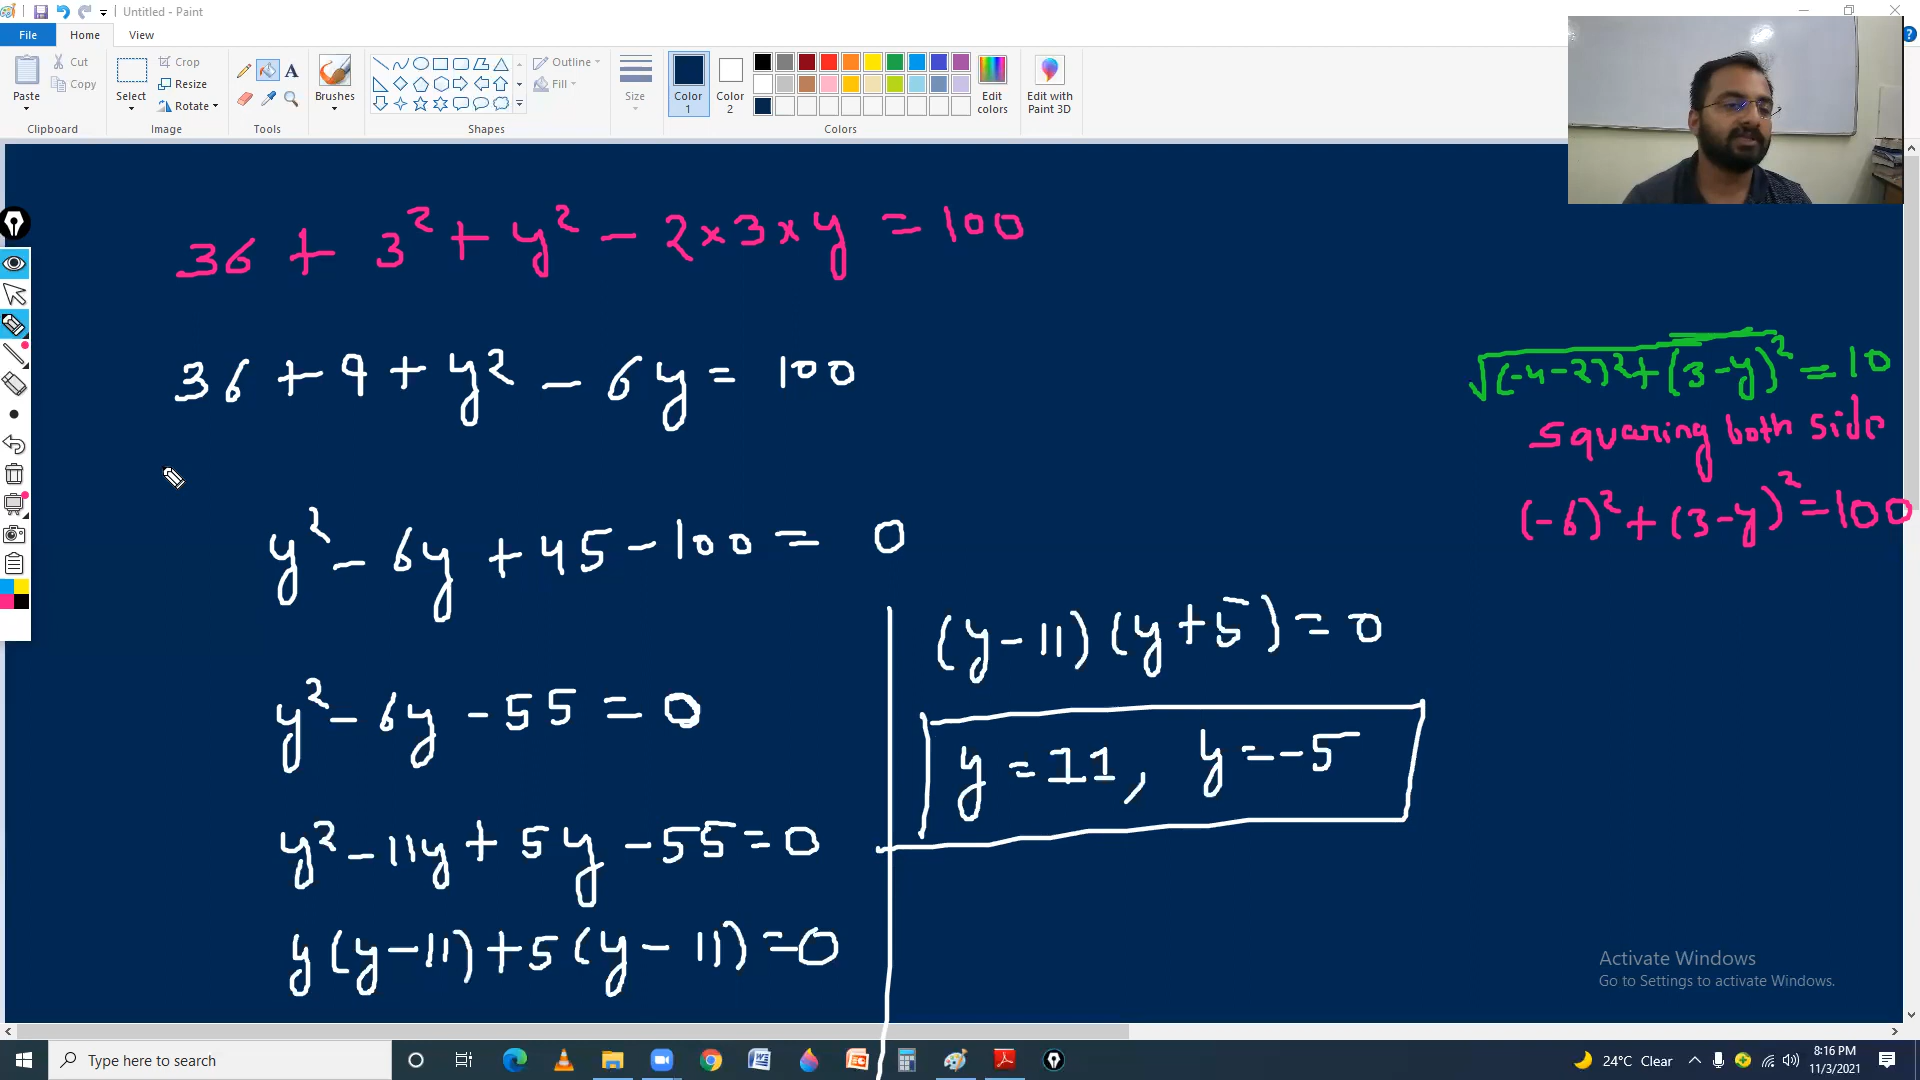 Untitled - Paint
File Home View
Paste Cut Copy Clipboard
Select Crop Resize Rotate Image
Tools
Brushes
Outline Fill Shapes
Size
Color 1 Color 2 Colors
Edit colors
Edit with Paint 3D
36 + 3² + y² - 2×3×y = 100
36 + 9 + y² - 6y = 100
y² - 6y + 45 - 100 = 0
y² - 6y - 55 = 0
y² - 11y + 5y - 55 = 0
y(y-11) + 5(y-11) = 0
(y-11)(y+5) = 0
y = 11, y = -5
√(-4-2)² + (3-y)² = 10
squaring both side
(-6)² + (3-y)² = 100
Activate Windows
Go to Settings to activate Windows.
Type here to search
24°C Clear
8:16 PM
11/3/2021